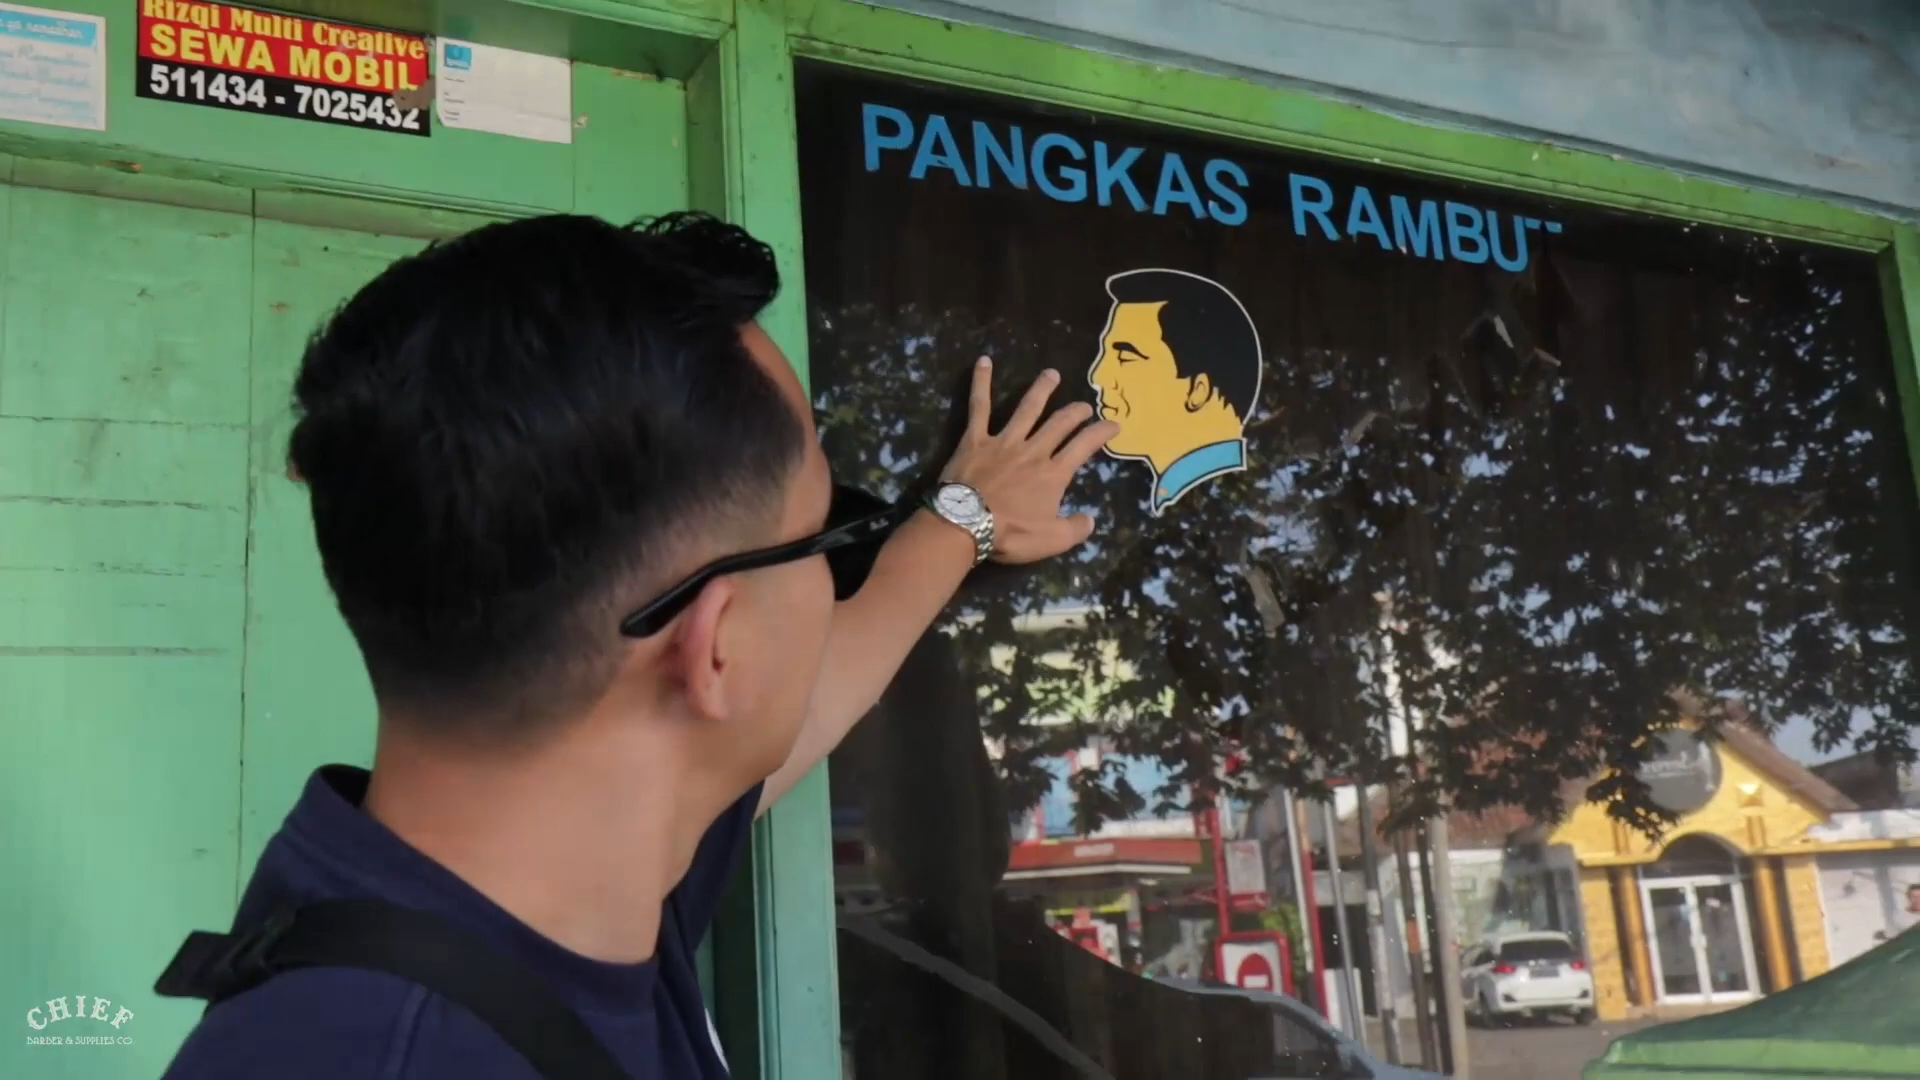 Rizqi Multi Creative
SEWA MOBIL
511434 - 7025432
PANGKAS RAMBUT
CHIEF
BARBER & SUPPLIES CO